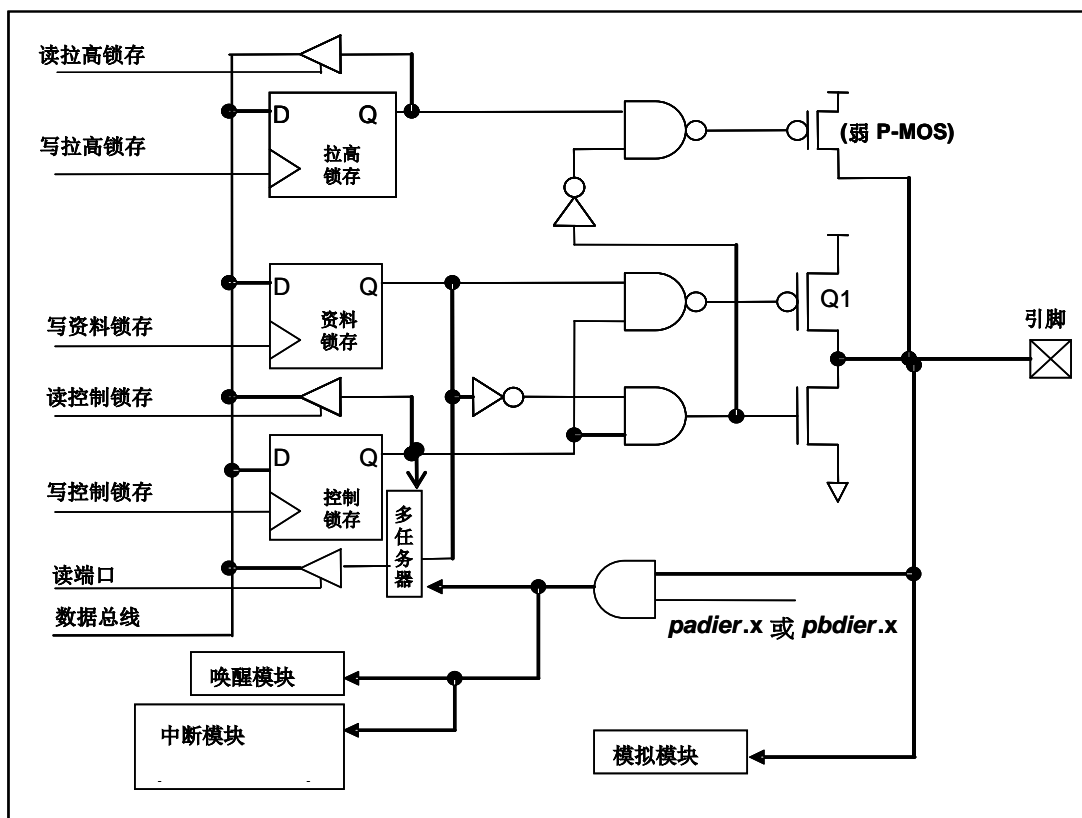 读拉高锁存
D Q
(弱 P-MOS)
写拉高锁存
拉高
锁存
D Q
Q1
资料
锁存
写资料锁存
引脚
读控制锁存
D Q
写控制锁存
控制
锁存
多
任
务
器
读端口
数据总线
padier.x 或 pbdier.x
唤醒模块
中断模块
模拟模块